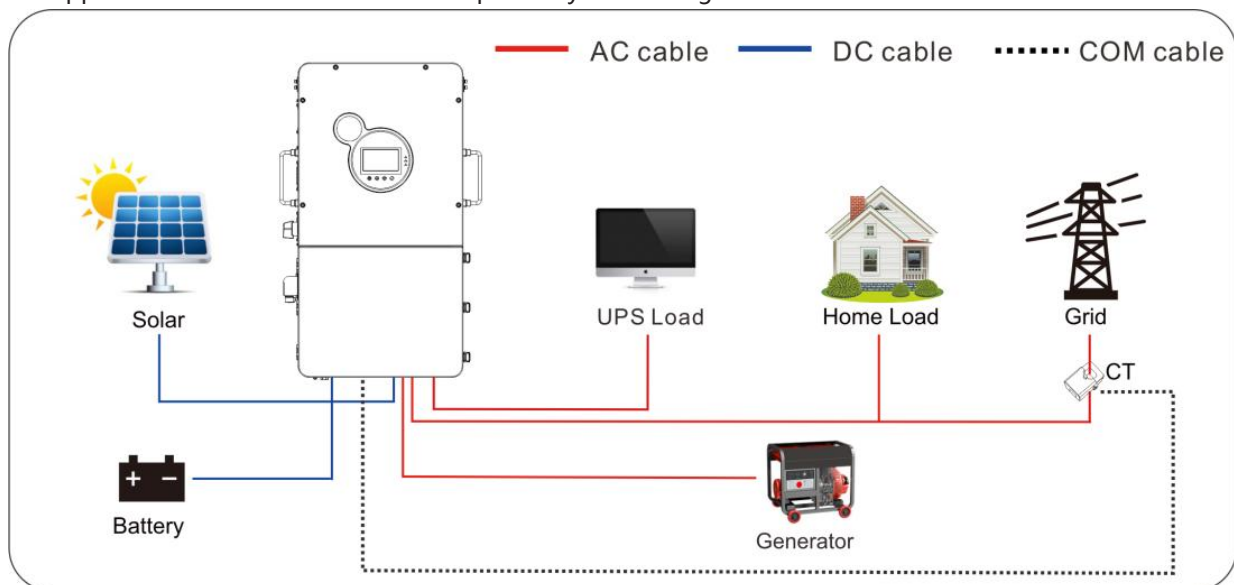 AC cable
DC cable
COM cable
Solar
UPS Load
Home Load
Grid
CT
Battery
Generator